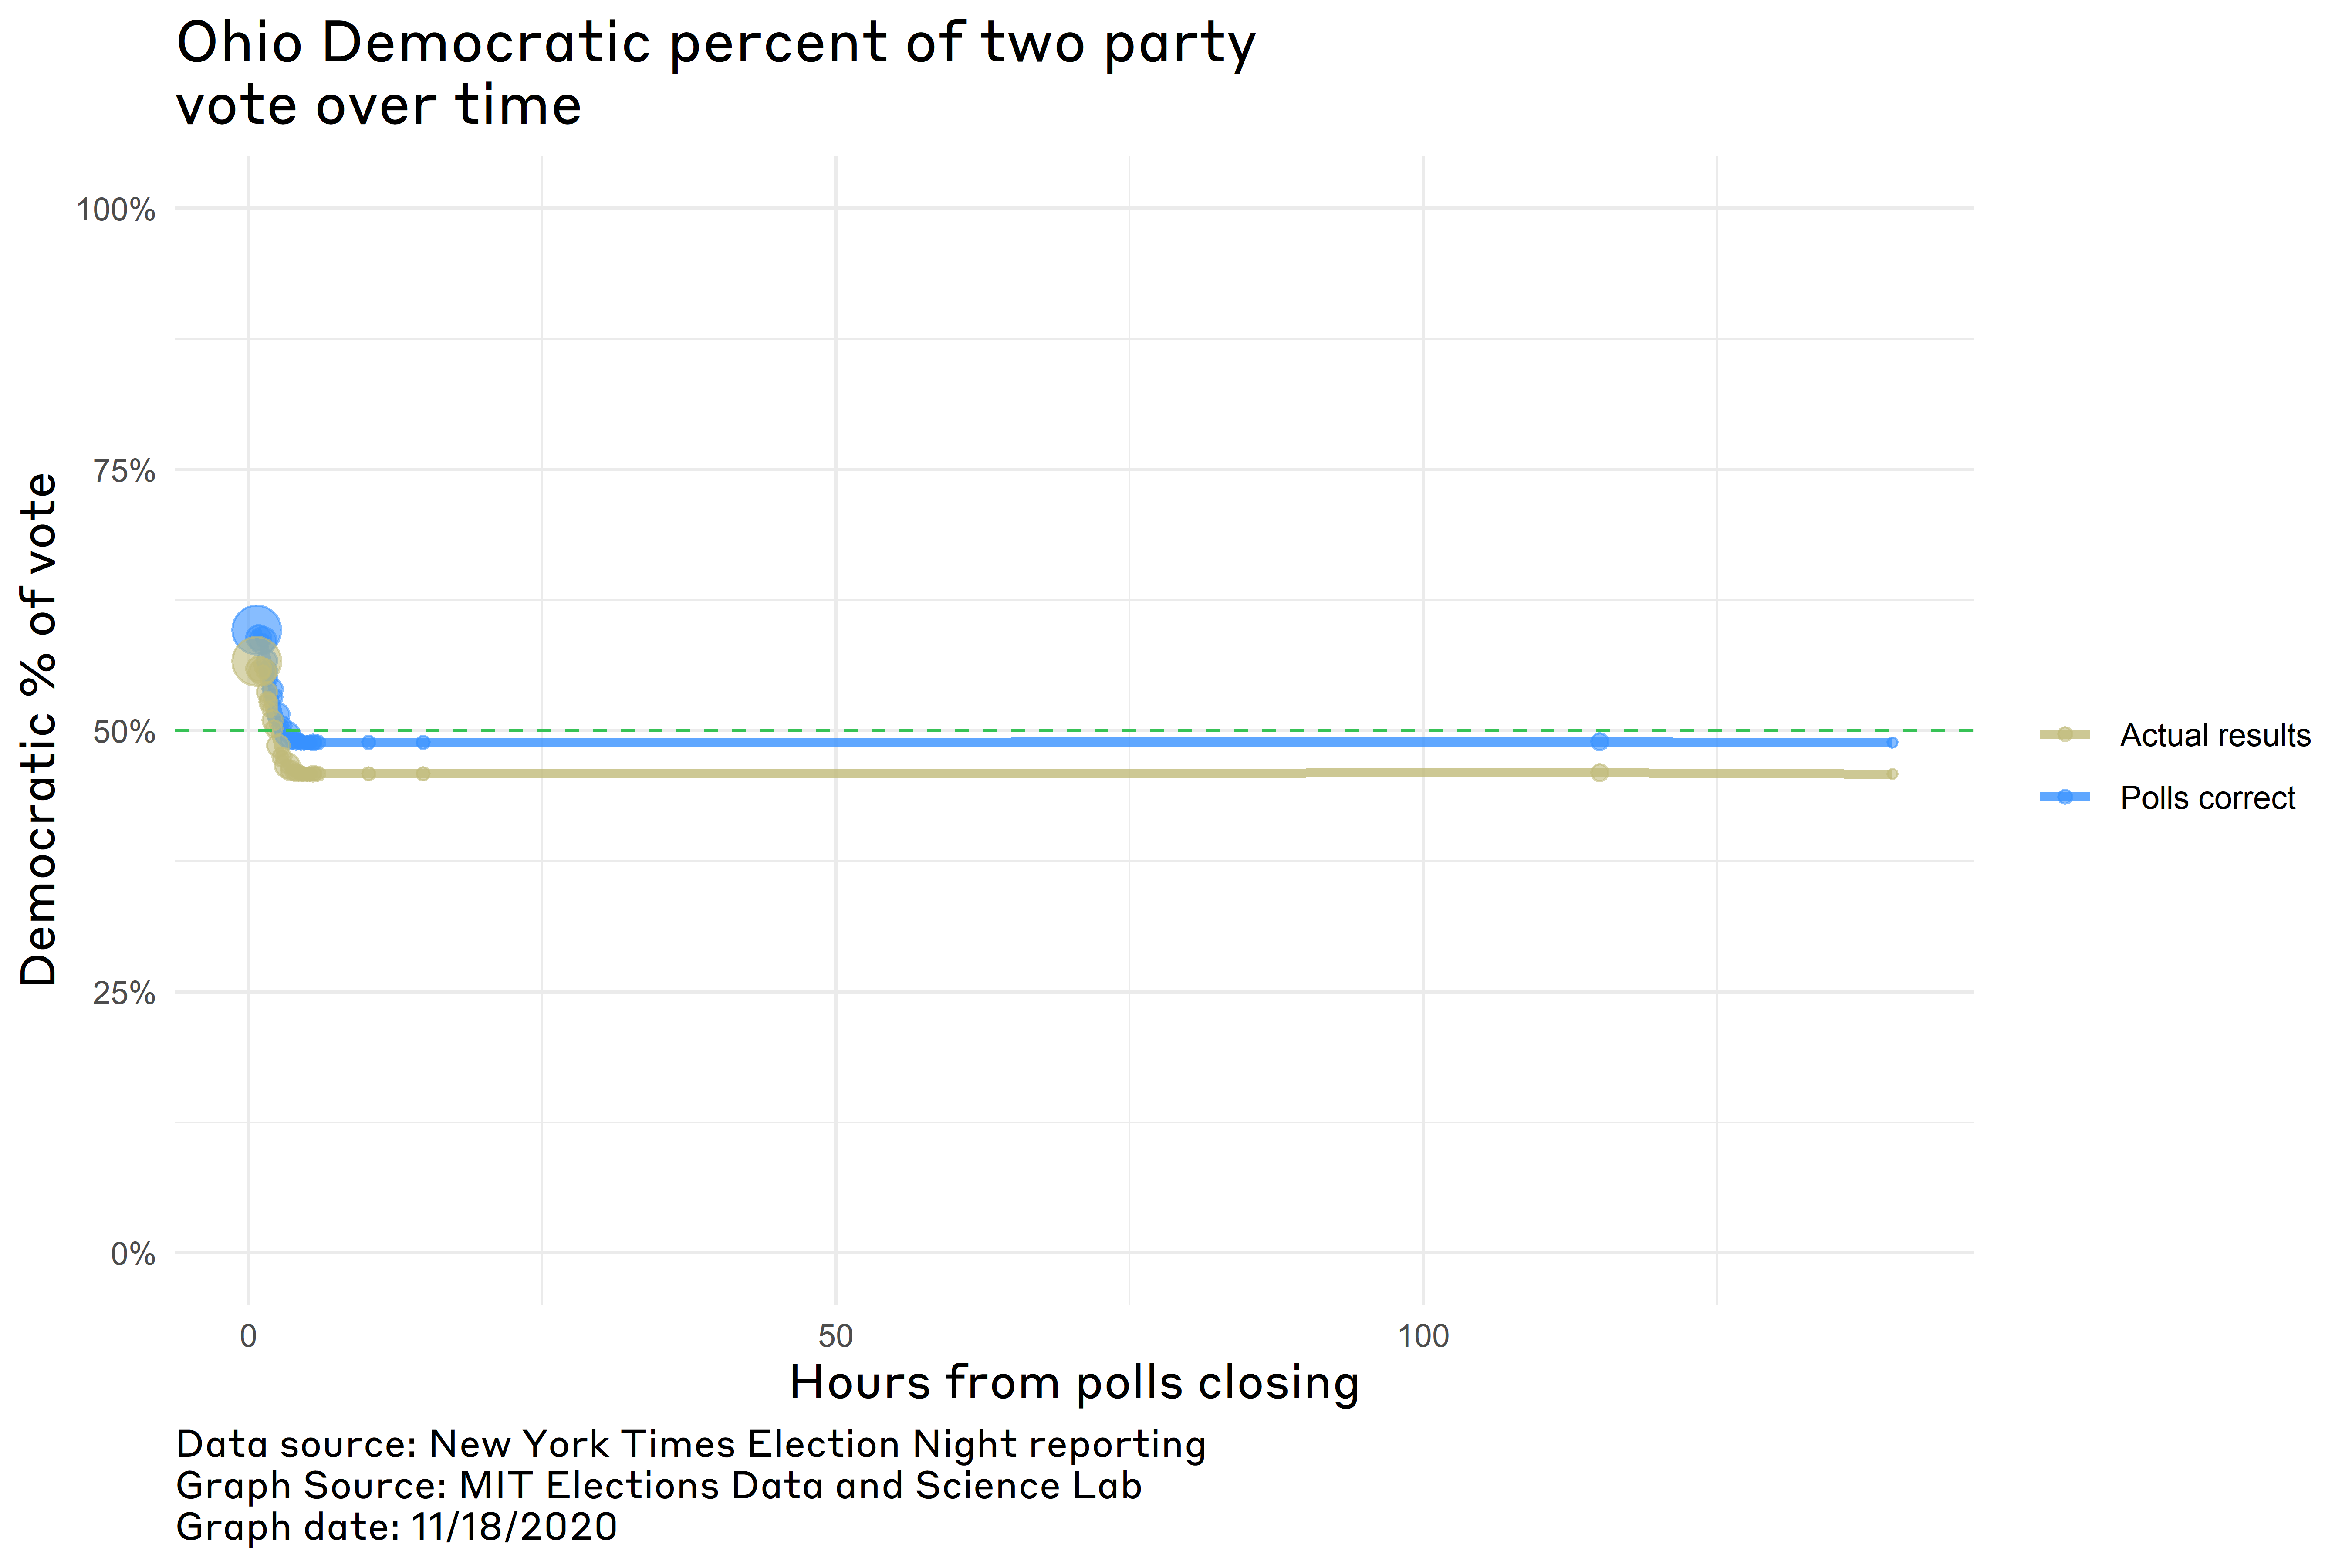 Ohio Democratic percent of two party
vote over time
Democratic % of vote
100%
75%
50%
25%
0%
0
50
100
Hours from polls closing
Actual results
Polls correct
Data source: New York Times Election Night reporting
Graph Source: MIT Elections Data and Science Lab
Graph date: 11/18/2020